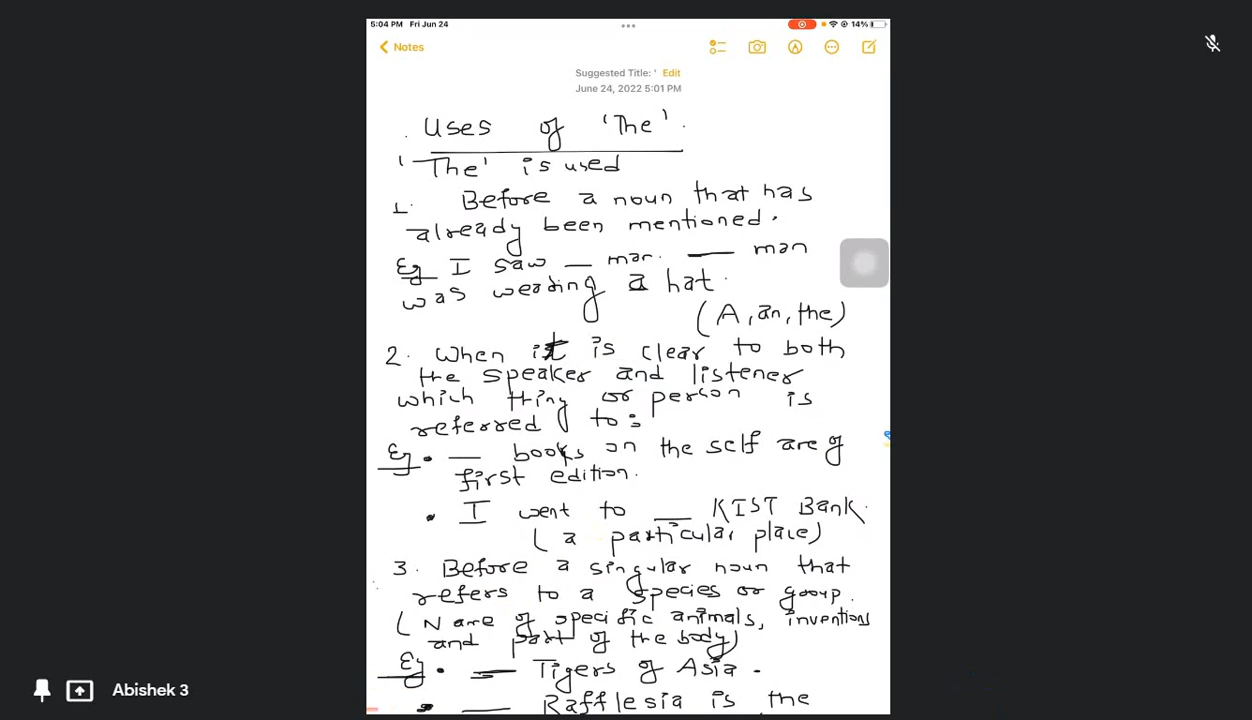 5:04 PM Fri Jun 24
14%
Notes
Suggested Title: ' Edit
June 24, 2022 5:01 PM
Uses of 'The'.
'The' is used
1. Before a noun that has
already been mentioned.
Eg I saw __ man. __ man
was wearing a hat.
(A, an, the)
2. When it is clear to both
the speaker and listener
which thing or person is
referred to:
Eg • __ books on the self are of
first edition.
• I went to __ KIST Bank.
( a particular place)
3. Before a singular noun that
refers to a species or gooup.
( Name of specific animals, inventions
and part of the body)
Eg • __ Tigers of Asia.
• __ Rafflesia is the
Abishek 3